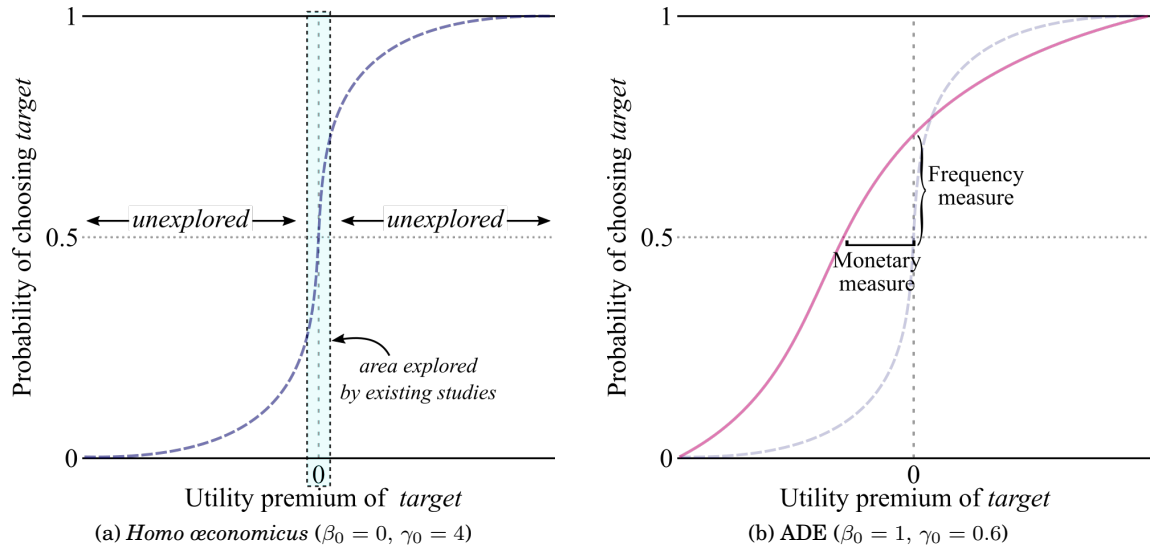 1
0.5
0
Probability of choosing target
unexplored
unexplored
area explored
by existing studies
0
Utility premium of target
(a) Homo œconomicus (β₀ = 0, γ₀ = 4)
1
0.5
0
Probability of choosing target
Frequency
measure
Monetary
measure
0
Utility premium of target
(b) ADE (β₀ = 1, γ₀ = 0.6)